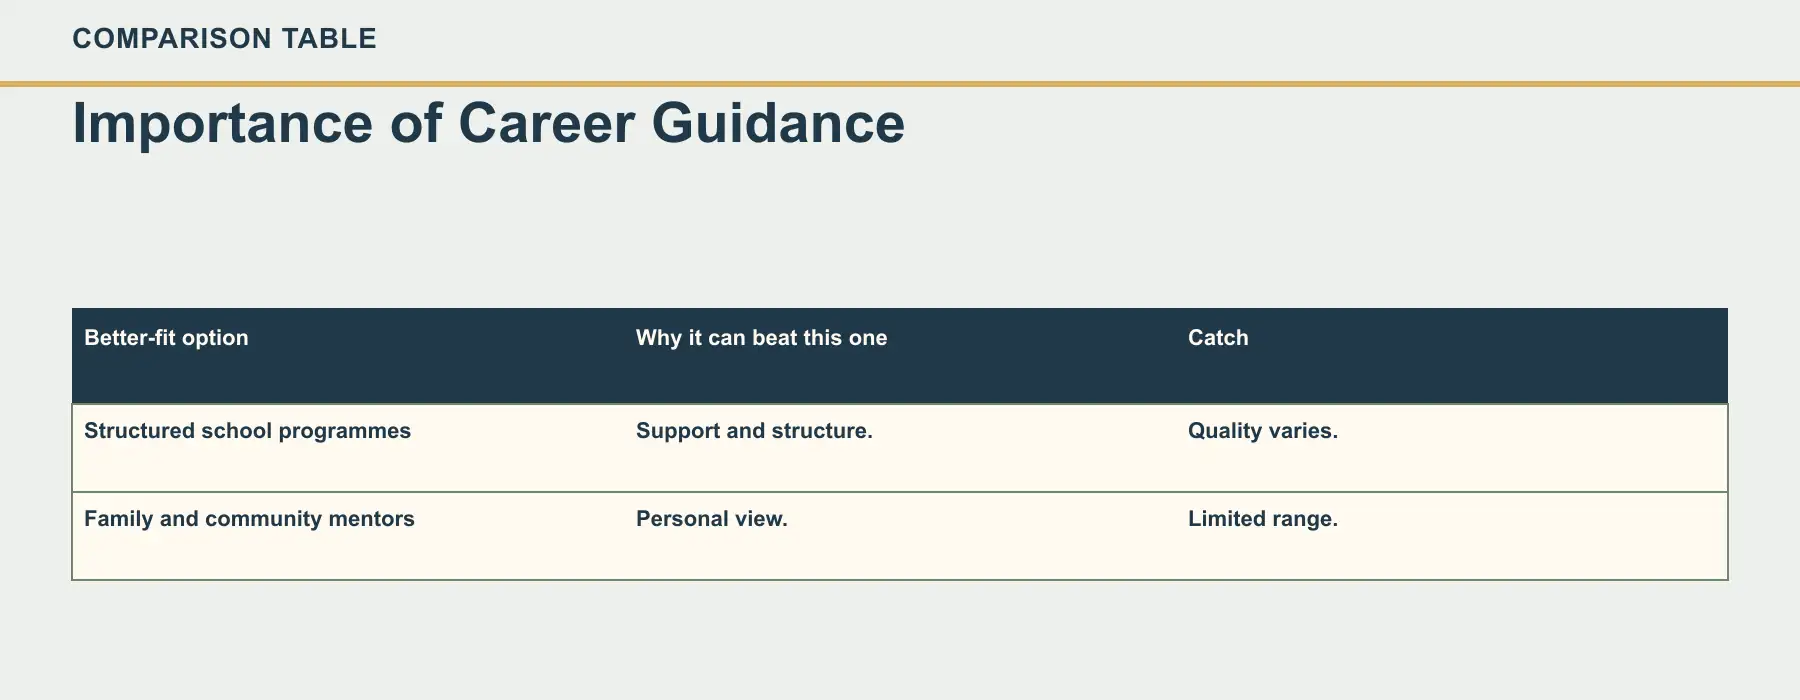 COMPARISON TABLE
Importance of Career Guidance
Better-fit option Why it can beat this one Catch
Structured school programmes Support and structure. Quality varies.
Family and community mentors Personal view. Limited range.